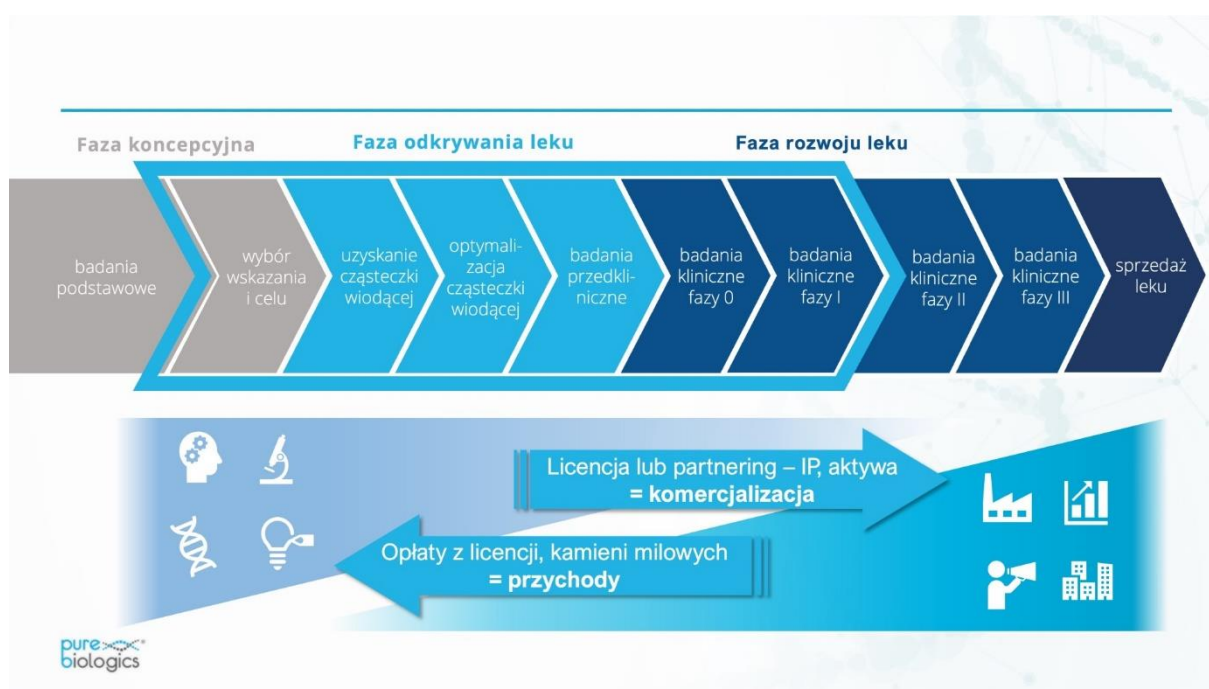 Faza koncepcyjna
Faza odkrywania leku
Faza rozwoju leku
badania
podstawowe
wybór
wskazania
i celu
uzyskanie
cząsteczki
wiodącej
optymali-
zacja
cząsteczki
wiodącej
badania
przedkli-
niczne
badania
kliniczne
fazy 0
badania
kliniczne
fazy I
badania
kliniczne
fazy II
badania
kliniczne
fazy III
sprzedaż
leku
Licencja lub partnering – IP, aktywa
= komercjalizacja
Opłaty z licencji, kamieni milowych
= przychody
pure
biologics